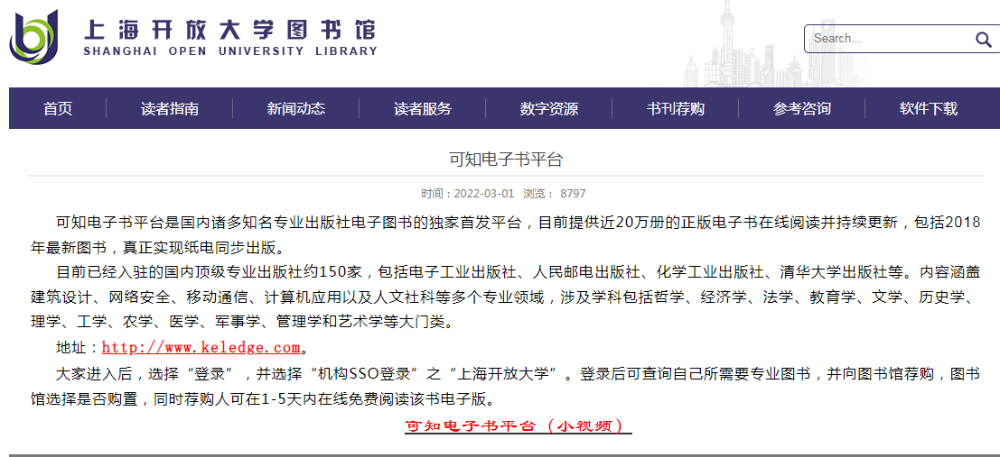 上海开放大学图书馆
SHANGHAI OPEN UNIVERSITY LIBRARY
Search...
首页 读者指南 新闻动态 读者服务 数字资源 书刊荐购 参考咨询 软件下载
可知电子书平台
时间：2022-03-01 浏览： 8797
可知电子书平台是国内诸多知名专业出版社电子图书的独家首发平台，目前提供近20万册的正版电子书在线阅读并持续更新，包括2018
年最新图书，真正实现纸电同步出版。
目前已经入驻的国内顶级专业出版社约150家，包括电子工业出版社、人民邮电出版社、化学工业出版社、清华大学出版社等。内容涵盖
建筑设计、网络安全、移动通信、计算机应用以及人文社科等多个专业领域，涉及学科包括哲学、经济学、法学、教育学、文学、历史学、
理学、工学、农学、医学、军事学、管理学和艺术学等大门类。
地址：http://www.keledge.com。
大家进入后，选择“登录”，并选择“机构SSO登录”之“上海开放大学”。登录后可查询自己所需要专业图书，并向图书馆荐购，图书
馆选择是否购置，同时荐购人可在1-5天内在线免费阅读该书电子版。
可知电子书平台（小视频）